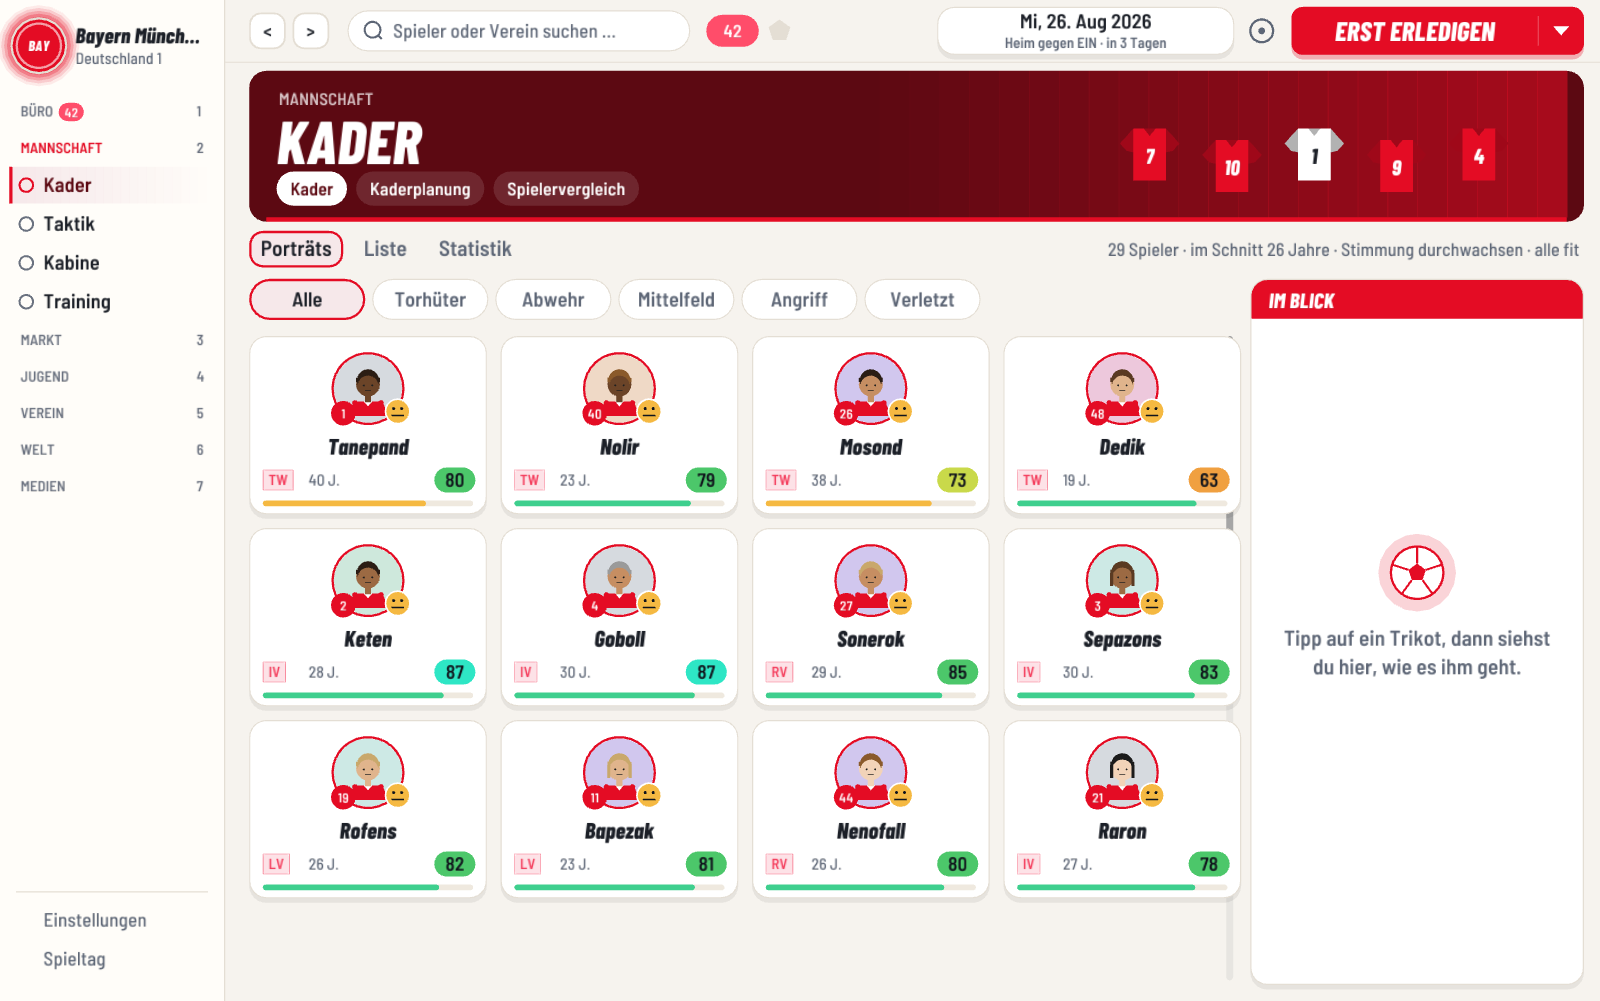 BAY
Bayern Münch...
Deutschland 1
BÜRO 42 1
MANNSCHAFT 2
Kader
Taktik
Kabine
Training
MARKT 3
JUGEND 4
VEREIN 5
WELT 6
MEDIEN 7
Einstellungen
Spieltag
< >
Spieler oder Verein suchen ...
42
Mi, 26. Aug 2026
Heim gegen EIN · in 3 Tagen
ERST ERLEDIGEN
MANNSCHAFT
KADER
Kader Kaderplanung Spielervergleich
7 10 1 9 4
Porträts Liste Statistik
29 Spieler · im Schnitt 26 Jahre · Stimmung durchwachsen · alle fit
Alle Torhüter Abwehr Mittelfeld Angriff Verletzt
1
Tanepand
TW 40 J. 80
40
Nolir
TW 23 J. 79
26
Mosond
TW 38 J. 73
48
Dedik
TW 19 J. 63
2
Keten
IV 28 J. 87
4
Goboll
IV 30 J. 87
27
Sonerok
RV 29 J. 85
3
Sepazons
IV 30 J. 83
19
Rofens
LV 26 J. 82
11
Bapezak
LV 23 J. 81
44
Nenofall
RV 26 J. 80
21
Raron
IV 27 J. 78
IM BLICK
Tipp auf ein Trikot, dann siehst
du hier, wie es ihm geht.